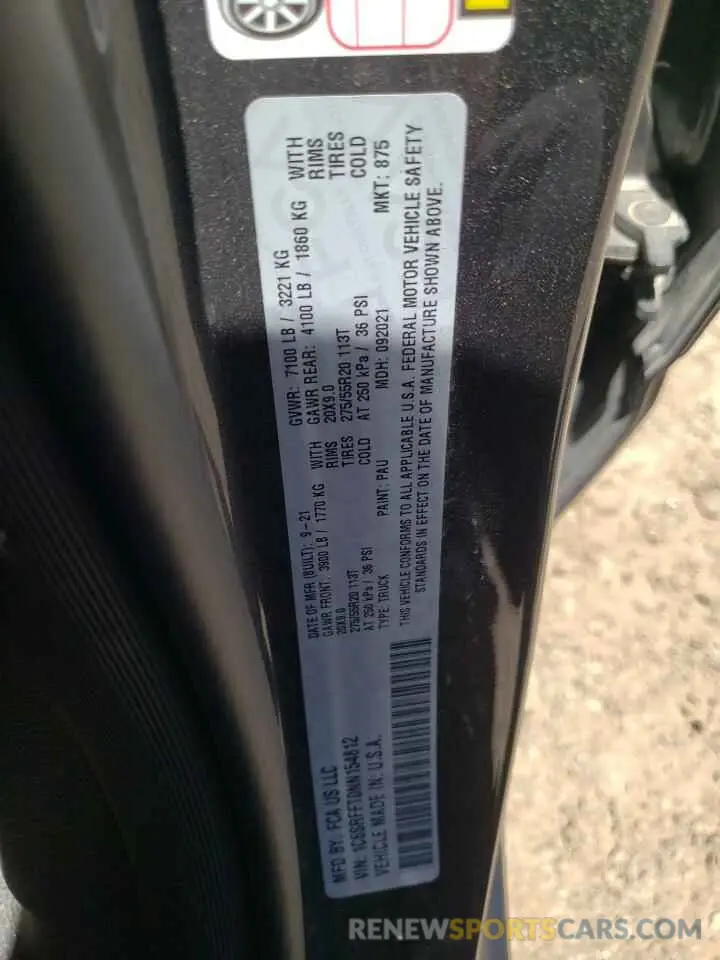 MFD BY: FCA US LLC
DATE OF MFR (BUILT): 9-21
GVWR: 7100 LB / 3221 KG
GAWR FRONT: 3900 LB / 1770 KG WITH
20X9.0 RIMS
275/55R20 113T TIRES
AT 250 kPa / 36 PSI COLD
GAWR REAR: 4100 LB / 1860 KG WITH
20X9.0 RIMS
275/55R20 113T TIRES
AT 250 kPa / 36 PSI COLD
VIN: 1C6SRFFT0NN154812
TYPE: TRUCK PAINT: PAU MDH: 092021 MKT: 875
VEHICLE MADE IN: U.S.A.
THIS VEHICLE CONFORMS TO ALL APPLICABLE U.S.A. FEDERAL MOTOR VEHICLE SAFETY
STANDARDS IN EFFECT ON THE DATE OF MANUFACTURE SHOWN ABOVE.
RENEWSPORTSCARS.COM